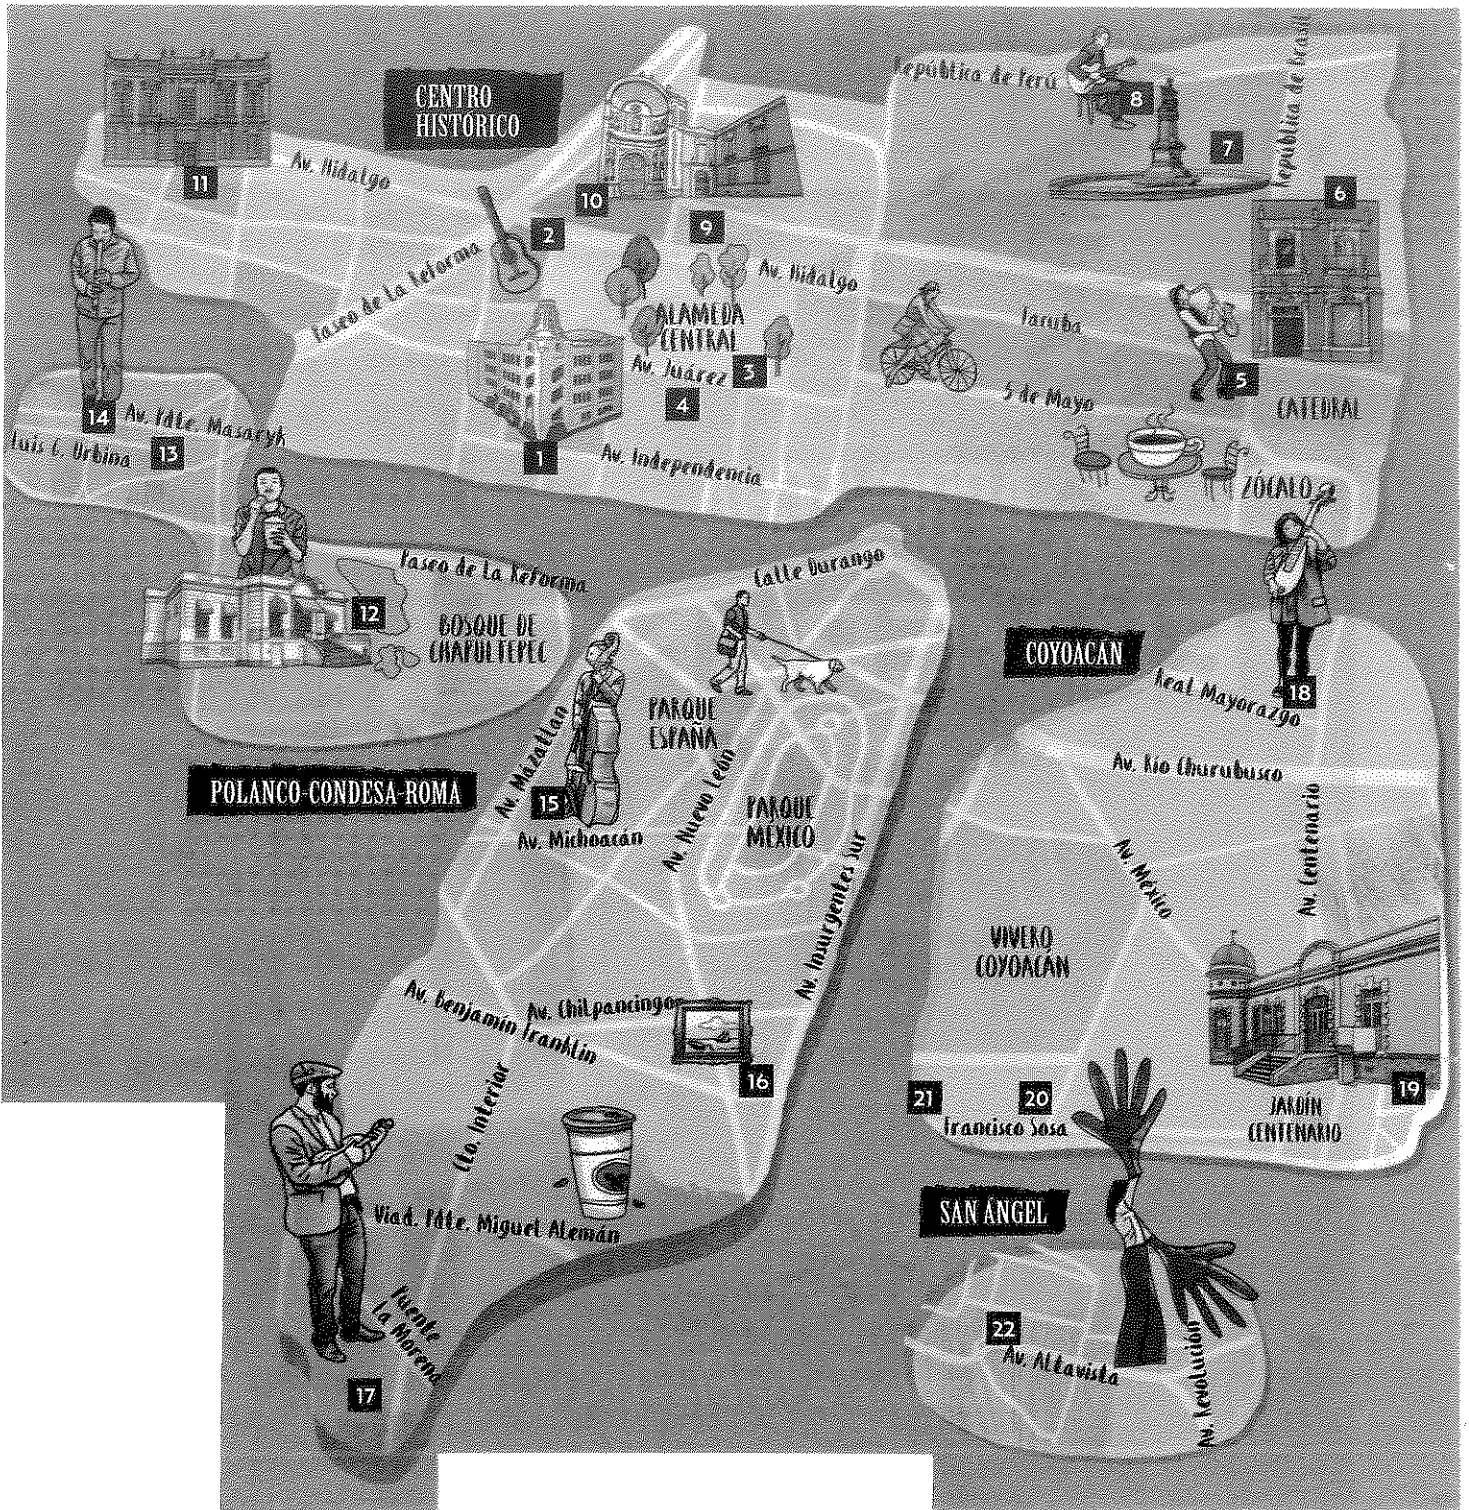 CENTRO
HISTÓRICO
República de Perú
República de Brasil
8
7
6
11
Av. Hidalgo
10
9
2
Paseo de La Reforma
Av. Hidalgo
ALAMEDA
CENTRAL
Tacuba
Av. Juárez
3
4
5 de Mayo
5
CATEDRAL
14
Av. Pdte. Masaryk
Luis G. Urbina
13
1
Av. Independencia
ZÓCALO
Paseo de La Reforma
12
BOSQUE DE
CHAPULTEPEC
Calle Durango
COYOACÁN
Real Mayorazgo
18
PARQUE
ESPAÑA
Av. Mazatlán
POLANCO-CONDESA-ROMA
15
Av. Michoacán
Av. Nuevo León
PARQUE
MÉXICO
Av. Insurgentes Sur
Av. Río Churubusco
Av. Centenario
Av. México
VIVERO
COYOACÁN
Av. Benjamín Franklin
Av. Chilpancingo
16
Cto. Interior
21
20
Francisco Sosa
19
JARDÍN
CENTENARIO
Viad. Pdte. Miguel Alemán
SAN ÁNGEL
Puente
La Morena
17
22
Av. Altavista
Av. Revolución